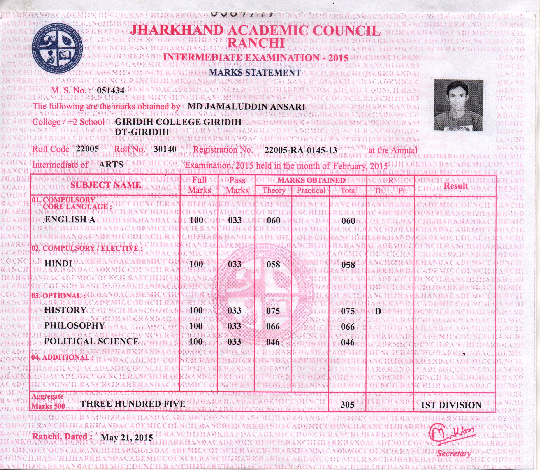 JHARKHAND ACADEMIC COUNCIL
RANCHI
INTERMEDIATE EXAMINATION - 2015
MARKS STATEMENT
M. S. No. : 051434
The following are the marks obtained by MD JAMALUDDIN ANSARI
College / +2 School GIRIDIH COLLEGE GIRIDIH
DT-GIRIDIH
Roll Code 22005 Roll No. 30140 Registration No. 22005-RA-0145-13 at the Annual
Intermediate of ARTS Examination, 2015 held in the month of February, 2015
SUBJECT NAME Full Marks Pass Marks MARKS OBTAINED Result
Theory Practical Total
01. COMPULSORY
CORE LANGUAGE :
ENGLISH A 100 033 060 060
02. COMPULSORY / ELECTIVE :
HINDI 100 033 058 058
03. OPTIONAL
HISTORY 100 033 075 075 D
PHILOSOPHY 100 033 066 066
POLITICAL SCIENCE 100 033 046 046
04. ADDITIONAL :
Aggregate
Marks 500 THREE HUNDRED FIVE 305 1ST DIVISION
Ranchi, Dated : May 21, 2015
Secretary